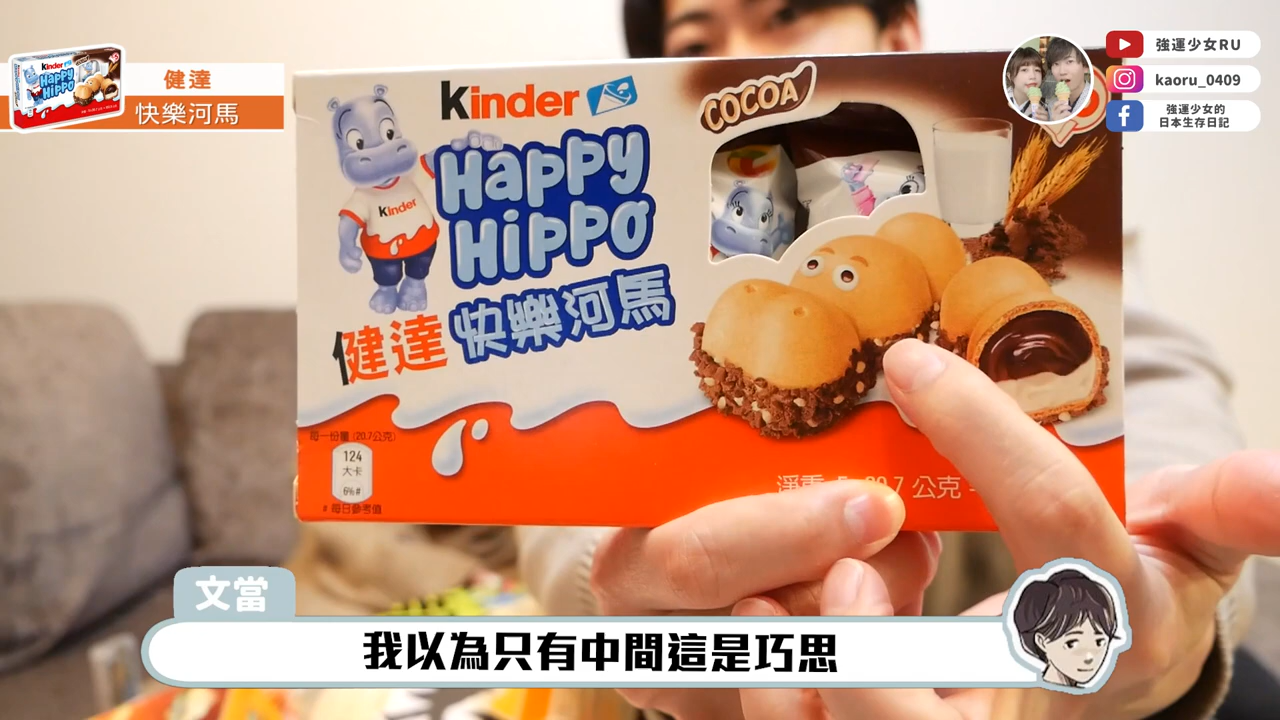 健達
快樂河馬
強運少女RU
kaoru_0409
強運少女的
日本生存日記
kinder
COCOA
Happy
Hippo
健達 快樂河馬
kinder
每一份量 (20.7公克)
124
大卡
6%#
# 每日參考值
淨重 公克
文當
我以為只有中間這是巧思